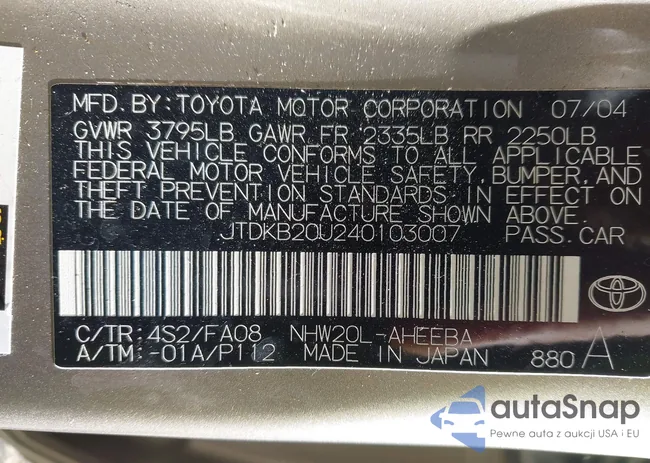 MFD. BY: TOYOTA MOTOR CORPORATION 07/04
GVWR 3795LB GAWR FR 2335LB RR 2250LB
THIS VEHICLE CONFORMS TO ALL APPLICABLE
FEDERAL MOTOR VEHICLE SAFETY, BUMPER, AND
THEFT PREVENTION STANDARDS IN EFFECT ON
THE DATE OF MANUFACTURE SHOWN ABOVE.
JTDKB20U240103007 PASS. CAR
C/TR: 4S2/FA08 NHW20L-AHEEBA
A/TM: -01A/P112 MADE IN JAPAN 880 A
autaSnap
Pewne auta z aukcji USA i EU